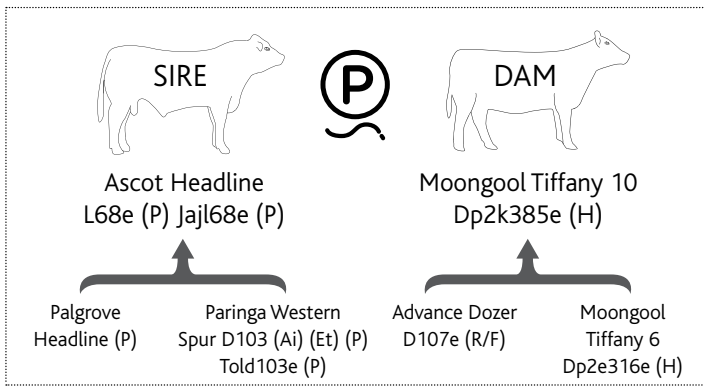 SIRE
P
DAM
Ascot Headline
L68e (P) Jajl68e (P)
Moongool Tiffany 10
Dp2k385e (H)
Palgrove
Headline (P)
Paringa Western
Spur D103 (Ai) (Et) (P)
Told103e (P)
Advance Dozer
D107e (R/F)
Moongool
Tiffany 6
Dp2e316e (H)